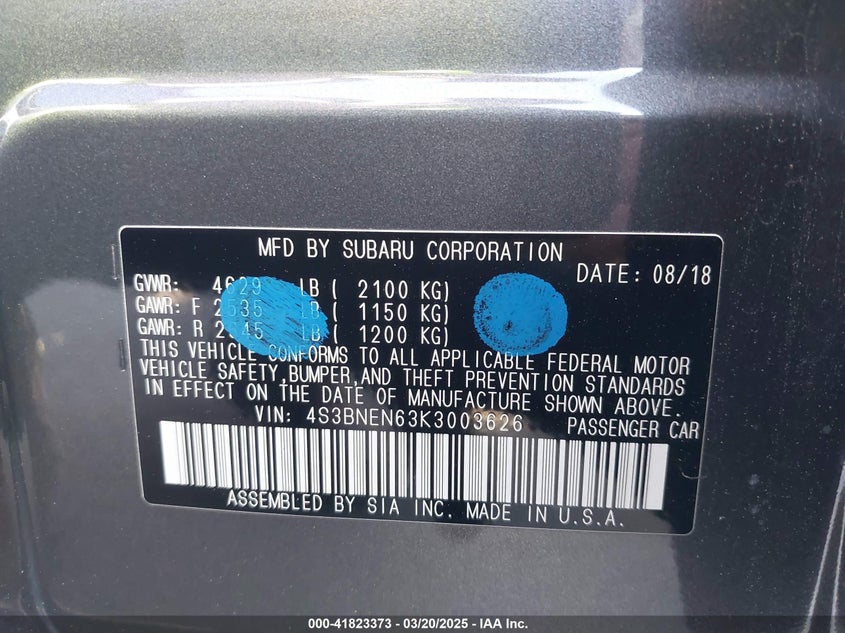 MFD BY SUBARU CORPORATION
DATE: 08/18
GVWR: 4629 LB ( 2100 KG)
GAWR: F 2535 LB ( 1150 KG)
GAWR: R 2645 LB ( 1200 KG)
THIS VEHICLE CONFORMS TO ALL APPLICABLE FEDERAL MOTOR
VEHICLE SAFETY,BUMPER,AND THEFT PREVENTION STANDARDS
IN EFFECT ON THE DATE OF MANUFACTURE SHOWN ABOVE.
VIN: 4S3BNEN63K3003626 PASSENGER CAR
ASSEMBLED BY SIA INC. MADE IN U.S.A.
000-41823373 — 03/20/2025 — IAA Inc.